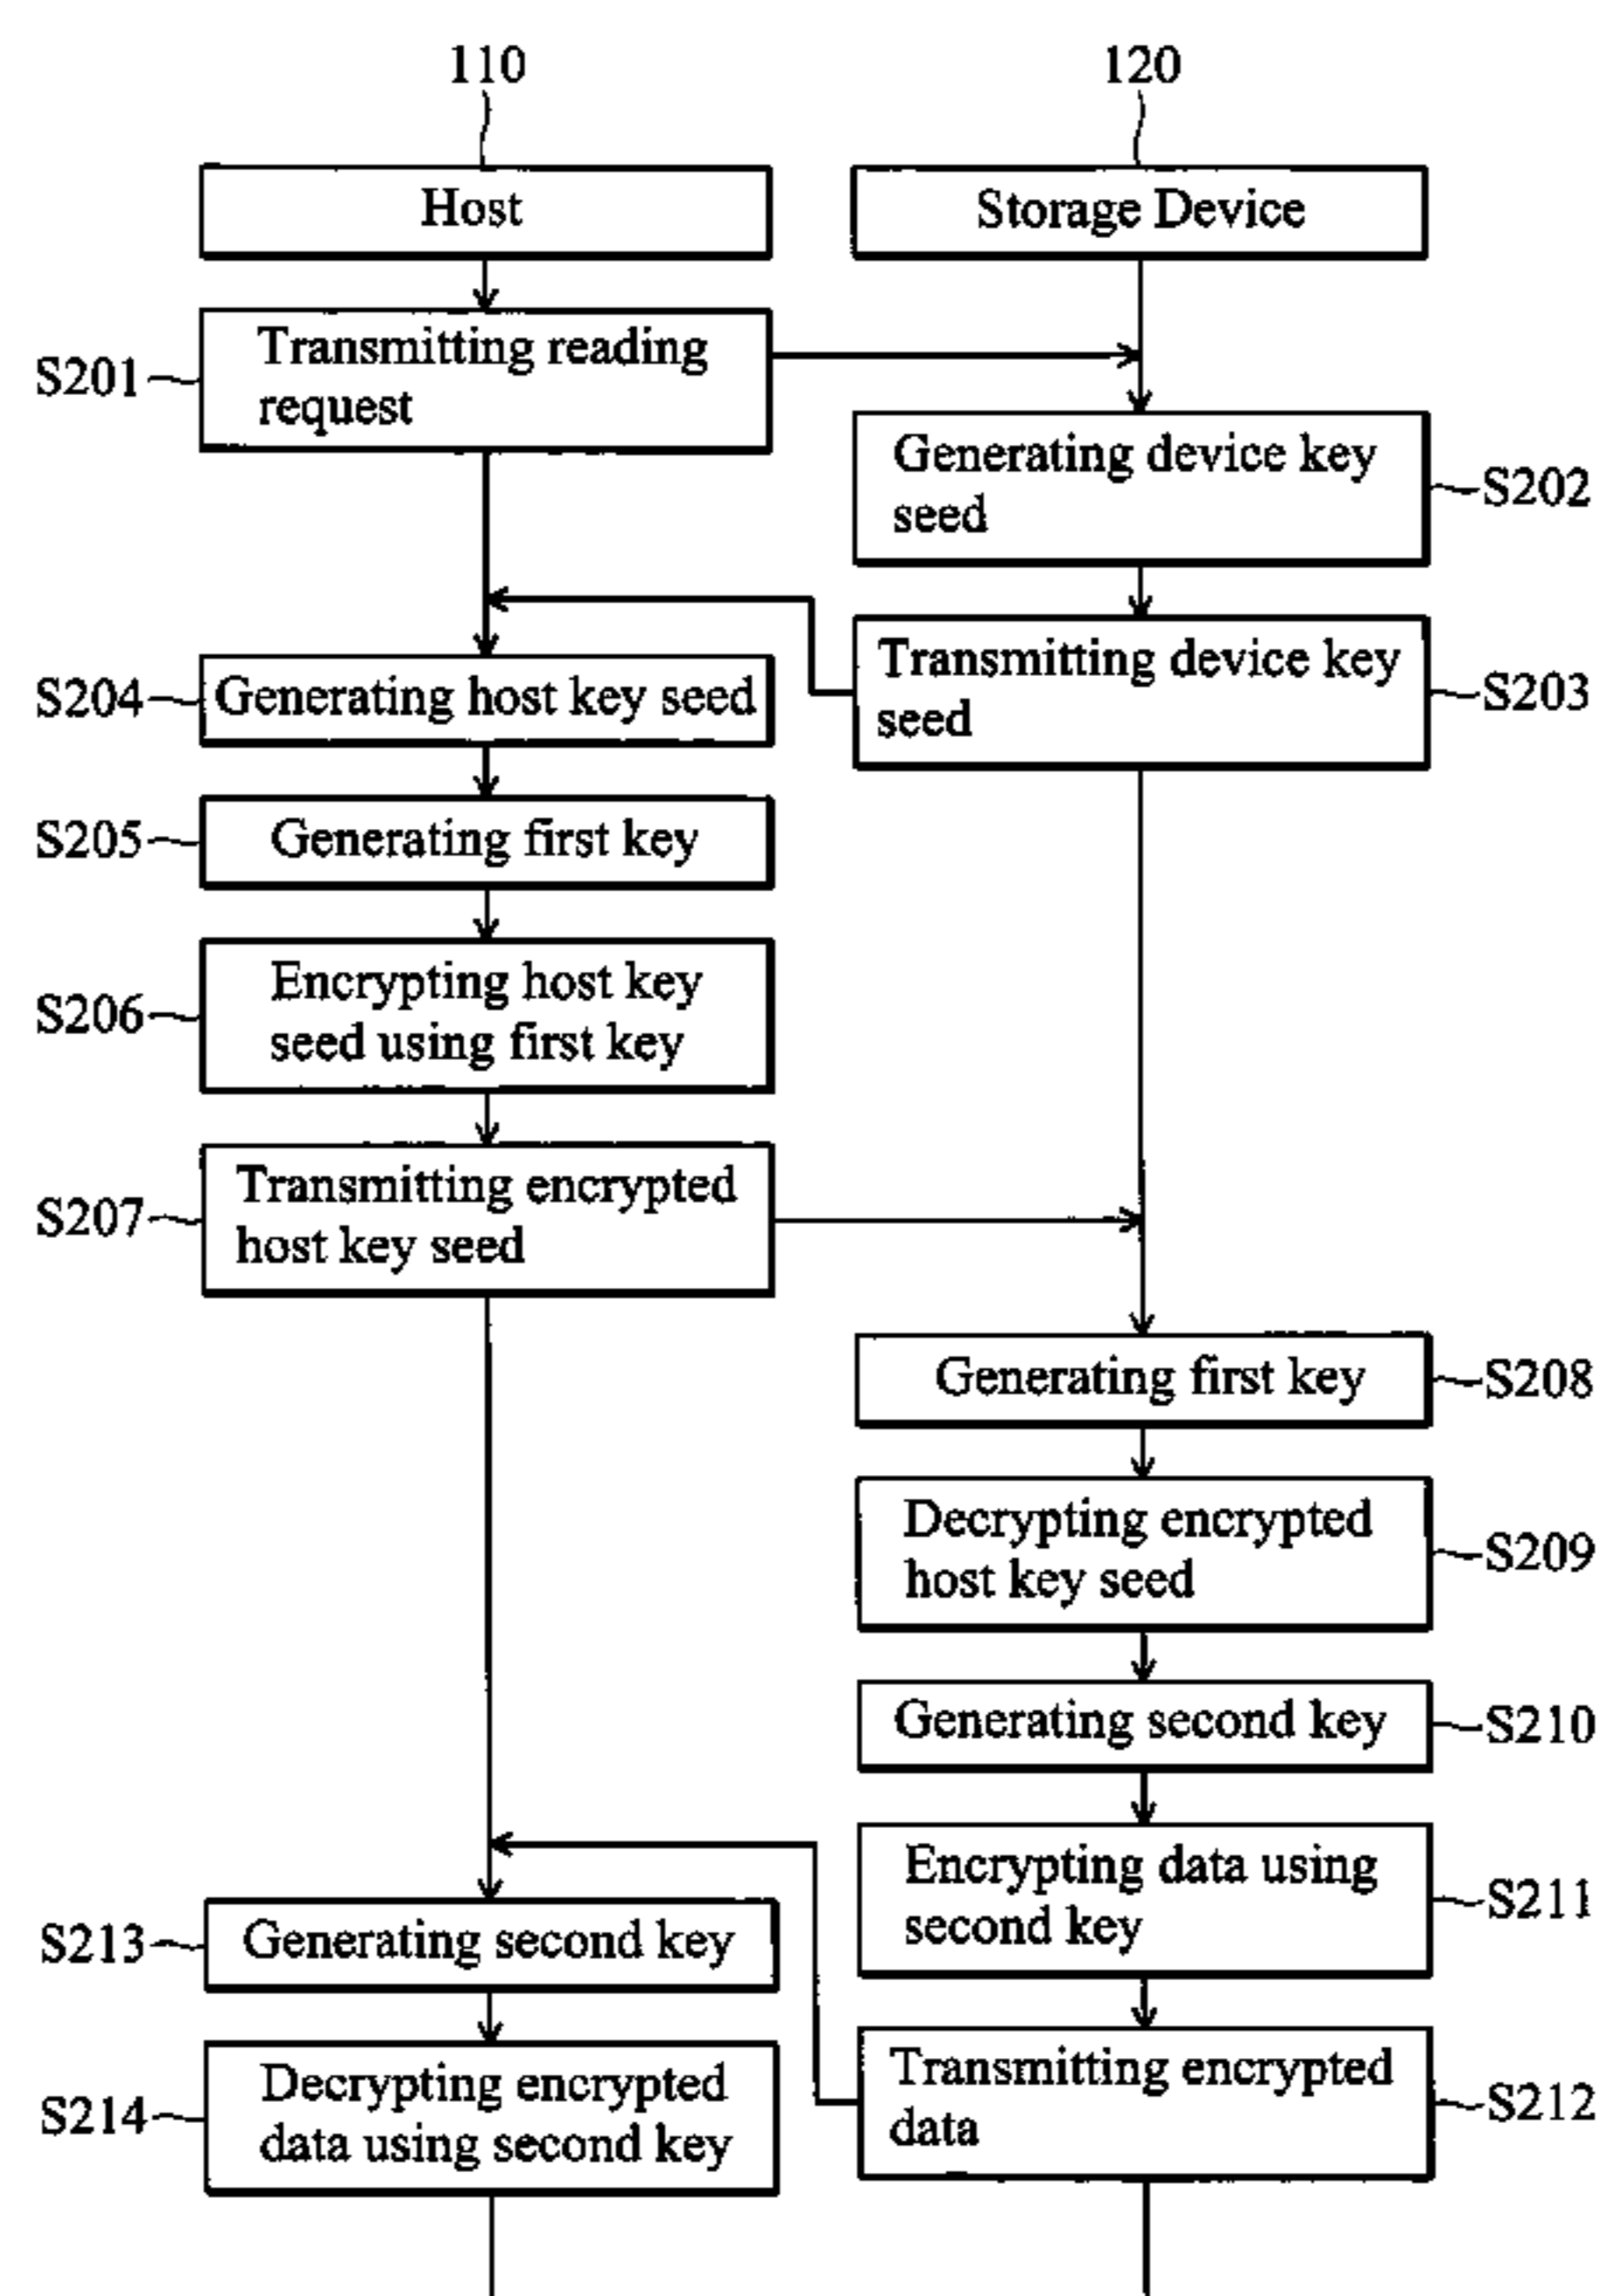 110
120
Host
Storage Device
S201
Transmitting reading
request
Generating device key
seed
S202
Transmitting device key
seed
S203
S204
Generating host key seed
S205
Generating first key
S206
Encrypting host key
seed using first key
S207
Transmitting encrypted
host key seed
Generating first key
S208
Decrypting encrypted
host key seed
S209
Generating second key
S210
Encrypting data using
second key
S211
S213
Generating second key
Transmitting encrypted
data
S212
S214
Decrypting encrypted
data using second key